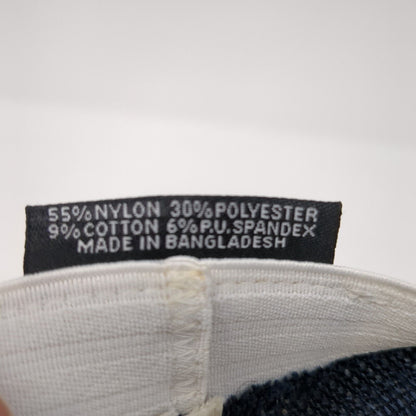 55% NYLON 30% POLYESTER
9% COTTON 6% P.U. SPANDEX
MADE IN BANGLADESH